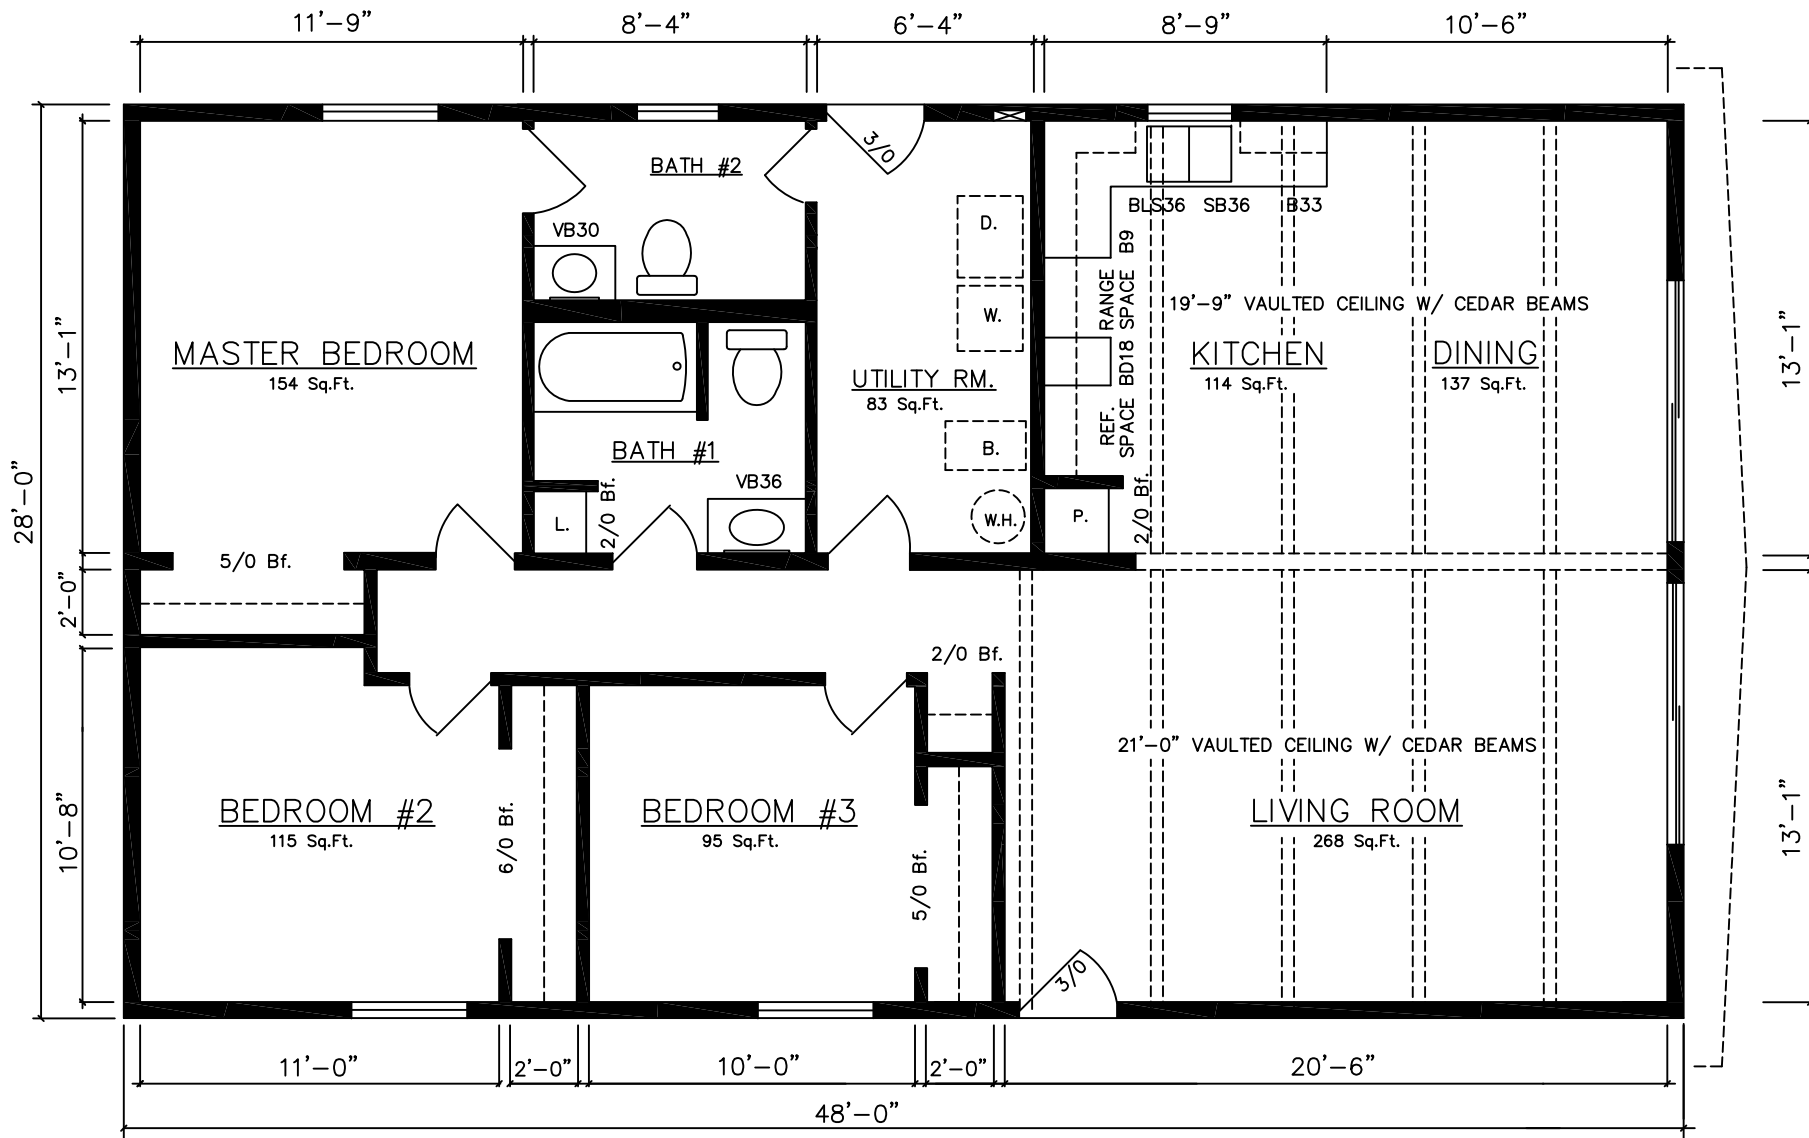 11'-9" 8'-4" 6'-4" 8'-9" 10'-6"
3/0
BATH #2
VB30
D.
BLS36 SB36 B33
W.
19'-9" VAULTED CEILING W/ CEDAR BEAMS
REF. RANGE
SPACE BD18 SPACE B9
MASTER BEDROOM
154 Sq.Ft.
UTILITY RM.
83 Sq.Ft.
KITCHEN
114 Sq.Ft.
DINING
137 Sq.Ft.
13'-1"
13'-1"
BATH #1
B.
VB36
L.
2/0 Bf.
W.H.
P.
2/0 Bf.
28'-0"
5/0 Bf.
2'-0"
2/0 Bf.
21'-0" VAULTED CEILING W/ CEDAR BEAMS
BEDROOM #2
115 Sq.Ft.
BEDROOM #3
95 Sq.Ft.
LIVING ROOM
268 Sq.Ft.
10'-8"
6/0 Bf.
5/0 Bf.
13'-1"
3/0
11'-0" 2'-0" 10'-0" 2'-0" 20'-6"
48'-0"